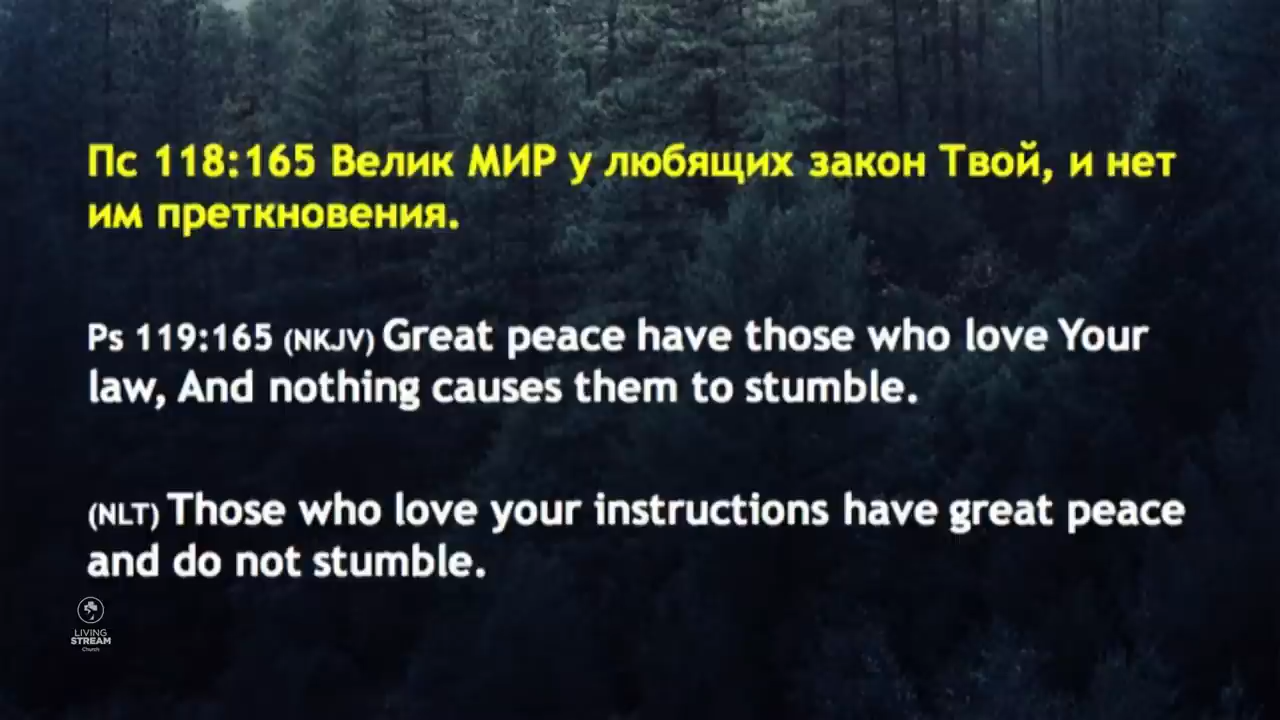 Пс 118:165 Велик МИР у любящих закон Твой, и нет
им преткновения.
Ps 119:165 (NKJV) Great peace have those who love Your
law, And nothing causes them to stumble.
(NLT) Those who love your instructions have great peace
and do not stumble.
LIVING
STREAM
Church